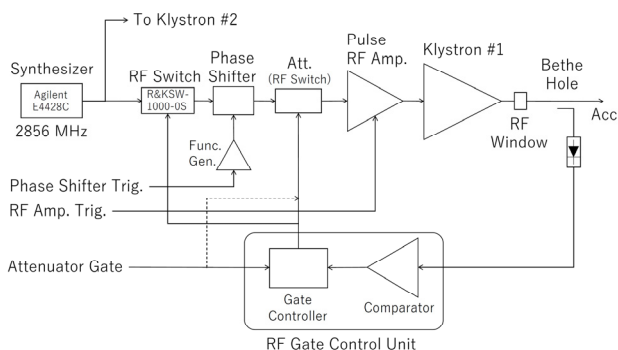 To Klystron #2
Synthesizer
Agilent
E4428C
2856 MHz
RF Switch
R&KSW-
1000-0S
Phase
Shifter
Att.
(RF Switch)
Pulse
RF Amp.
Klystron #1
Bethe
Hole
Acc
RF
Window
Func.
Gen.
Phase Shifter Trig.
RF Amp. Trig.
Attenuator Gate
Gate
Controller
Comparator
RF Gate Control Unit